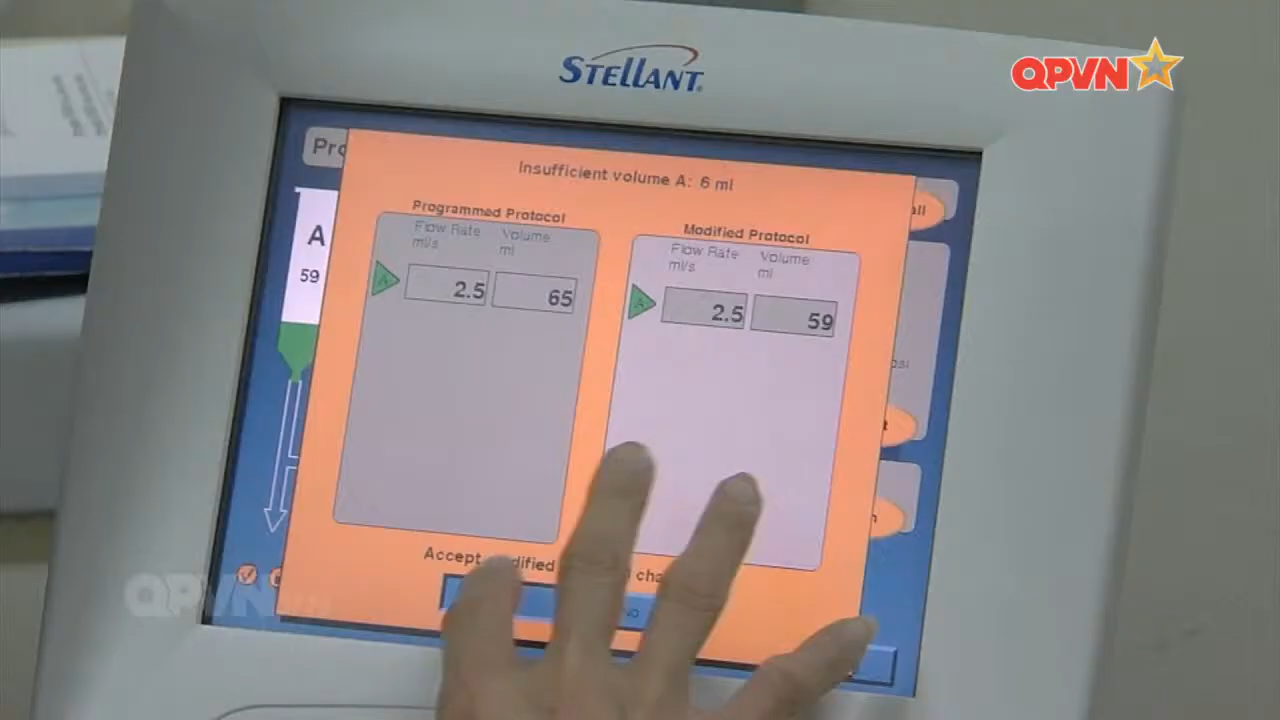 STELLANT
QPVN
Insufficient volume A: 6 ml
Programmed Protocol
Flow Rate Volume
ml/s ml
A 2.5 65
Modified Protocol
Flow Rate Volume
ml/s ml
A 2.5 59
A
59
Accept
NO
QPVN